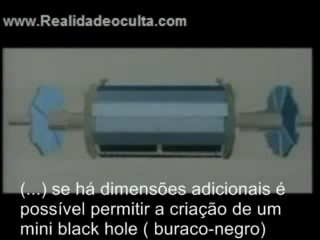 www.Realidadeoculta.com
(...) se há dimensões adicionais é
possível permitir a criação de um
mini black hole ( buraco-negro)